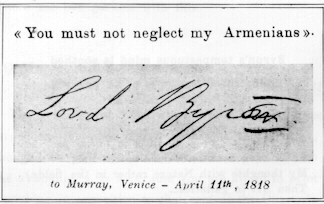 « You must not neglect my Armenians ».
Lord Byron
to Murray, Venice – April 11th, 1818